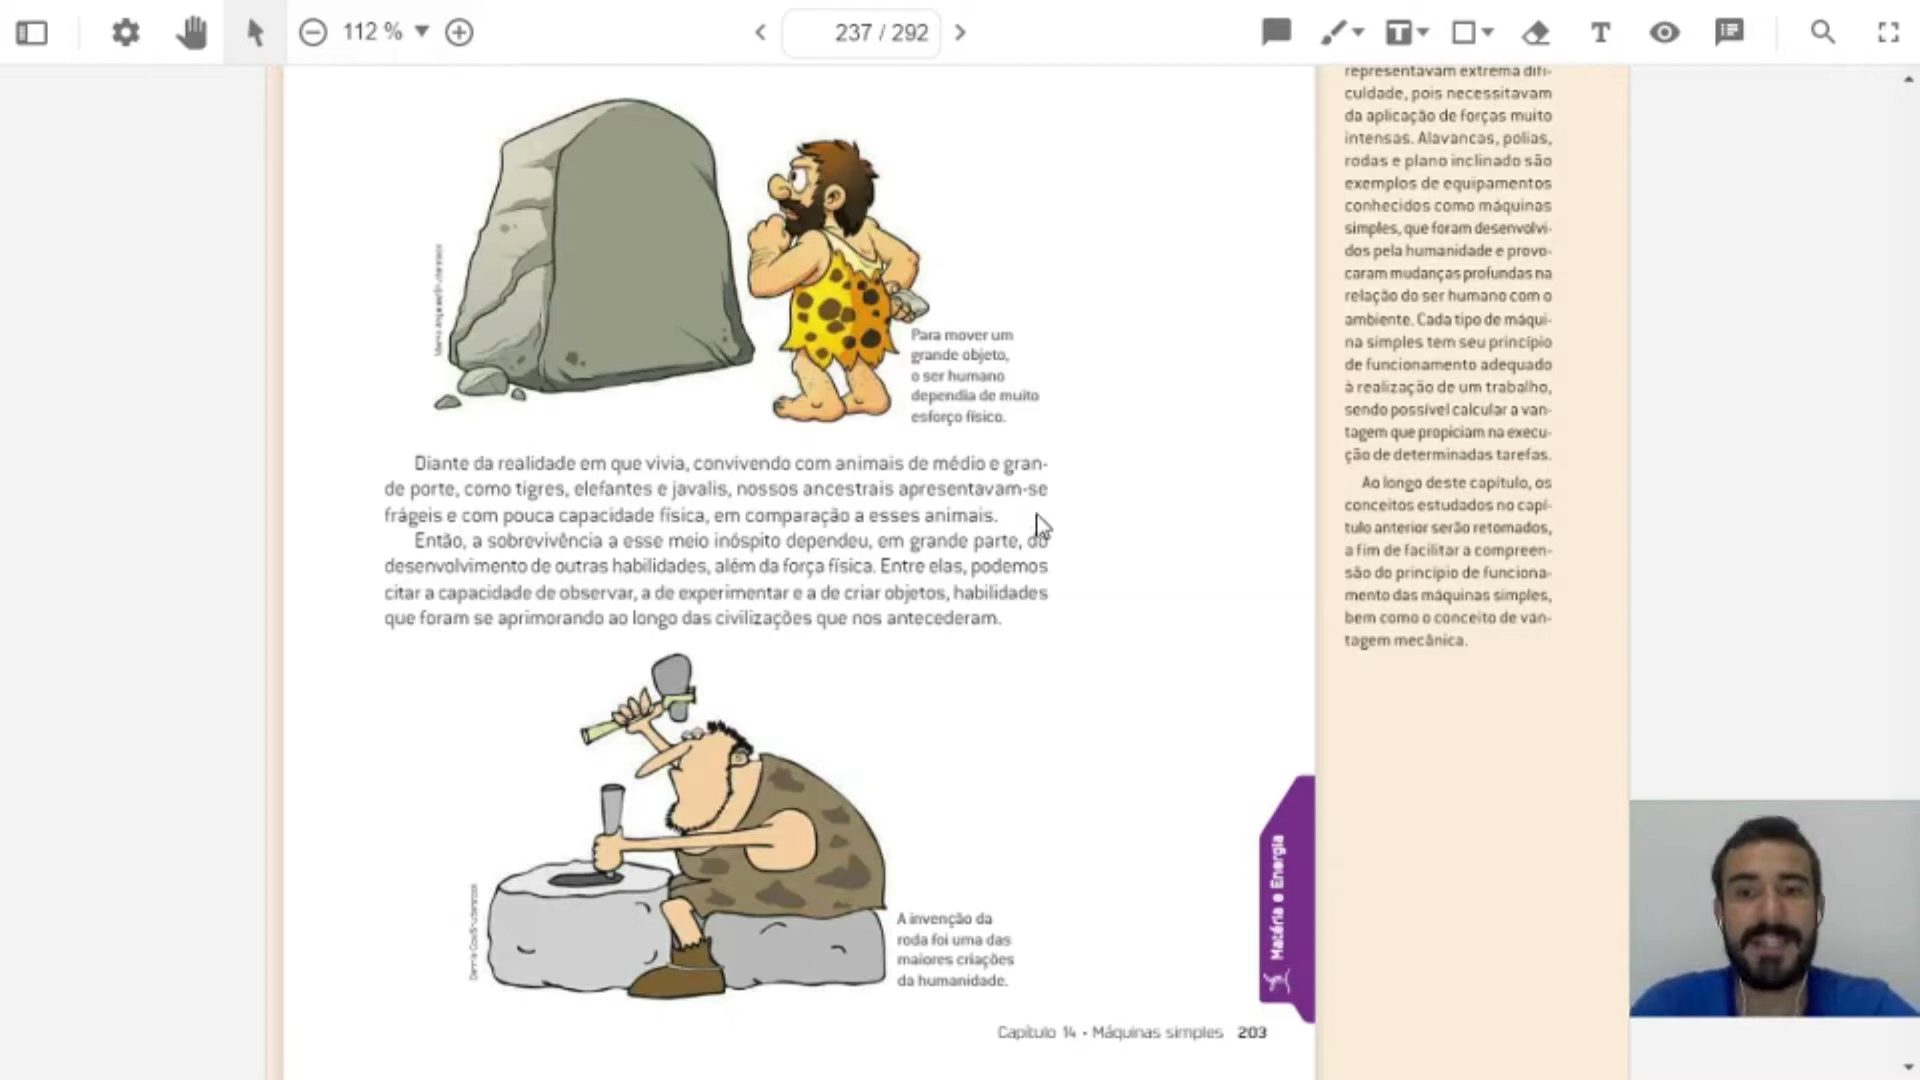 112 %
237 / 292
Para mover um
grande objeto,
o ser humano
dependia de muito
esforço físico.
Diante da realidade em que vivia, convivendo com animais de médio e gran-
de porte, como tigres, elefantes e javalis, nossos ancestrais apresentavam-se
frágeis e com pouca capacidade física, em comparação a esses animais.
Então, a sobrevivência a esse meio inóspito dependeu, em grande parte, do
desenvolvimento de outras habilidades, além da força física. Entre elas, podemos
citar a capacidade de observar, a de experimentar e a de criar objetos, habilidades
que foram se aprimorando ao longo das civilizações que nos antecederam.
A invenção da
roda foi uma das
maiores criações
da humanidade.
Matéria e Energia
Capítulo 14 • Máquinas simples 203
representavam extrema difi-
culdade, pois necessitavam
da aplicação de forças muito
intensas. Alavancas, polias,
rodas e plano inclinado são
exemplos de equipamentos
conhecidos como máquinas
simples, que foram desenvolvi-
dos pela humanidade e provo-
caram mudanças profundas na
relação do ser humano com o
ambiente. Cada tipo de máqui-
na simples tem seu princípio
de funcionamento adequado
à realização de um trabalho,
sendo possível calcular a van-
tagem que propiciam na execu-
ção de determinadas tarefas.
Ao longo deste capítulo, os
conceitos estudados no capí-
tulo anterior serão retomados,
a fim de facilitar a compreen-
são do princípio de funciona-
mento das máquinas simples,
bem como o conceito de van-
tagem mecânica.